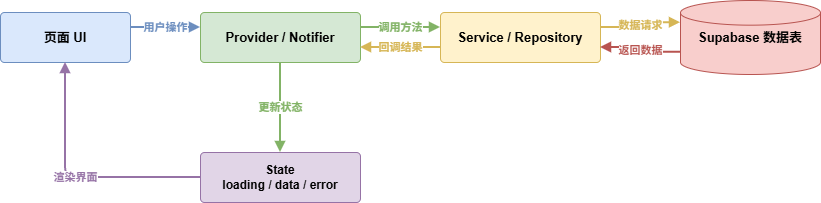 页面 UI
用户操作
Provider / Notifier
调用方法
回调结果
Service / Repository
数据请求
返回数据
Supabase 数据表
更新状态
State
loading / data / error
渲染界面